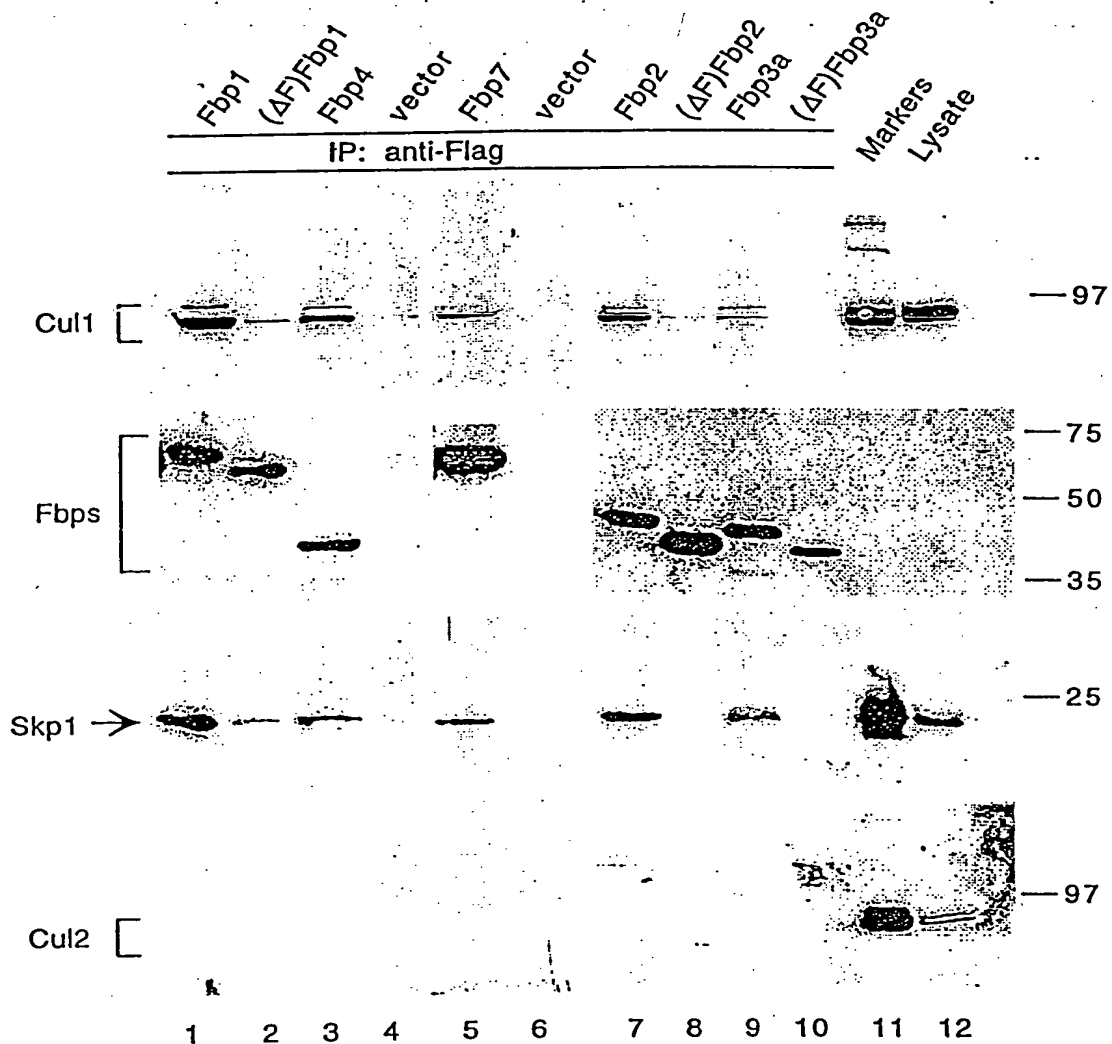 Fbp1 (ΔF)Fbp1 Fbp4 vector Fbp7 vector Fbp2 (ΔF)Fbp2 Fbp3a (ΔF)Fbp3a Markers Lysate
IP: anti-Flag
Cul1
97
Fbps
75
50
35
Skp1
25
Cul2
97
1 2 3 4 5 6 7 8 9 10 11 12